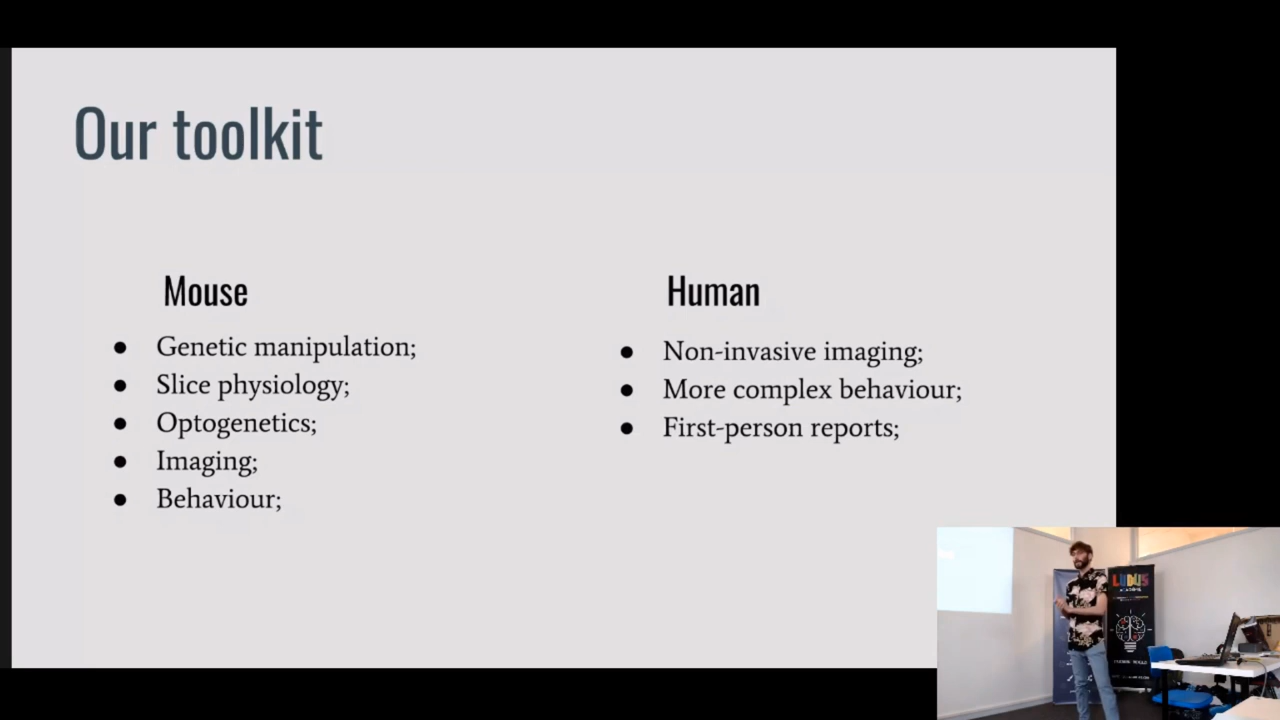 Our toolkit
Mouse
Genetic manipulation;
Slice physiology;
Optogenetics;
Imaging;
Behaviour;
Human
Non-invasive imaging;
More complex behaviour;
First-person reports;
LUDUS